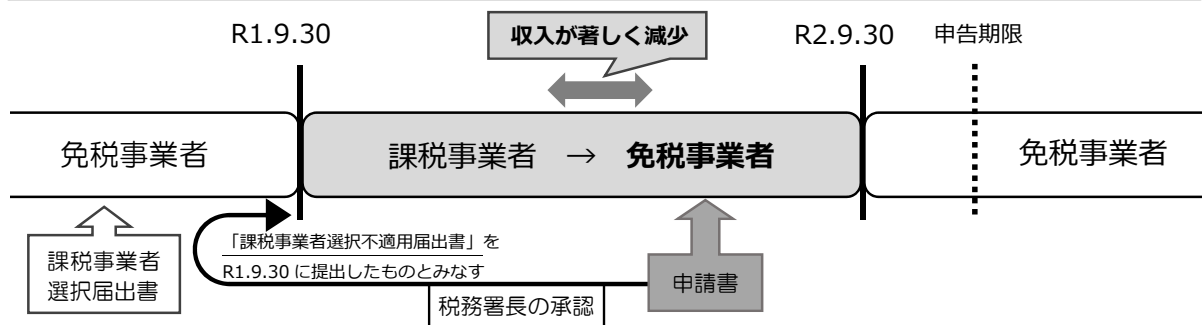 R1.9.30
収入が著しく減少
R2.9.30
申告期限
免税事業者
課税事業者 → 免税事業者
免税事業者
課税事業者
選択届出書
「課税事業者選択不適用届出書」を
R1.9.30 に提出したものとみなす
税務署長の承認
申請書